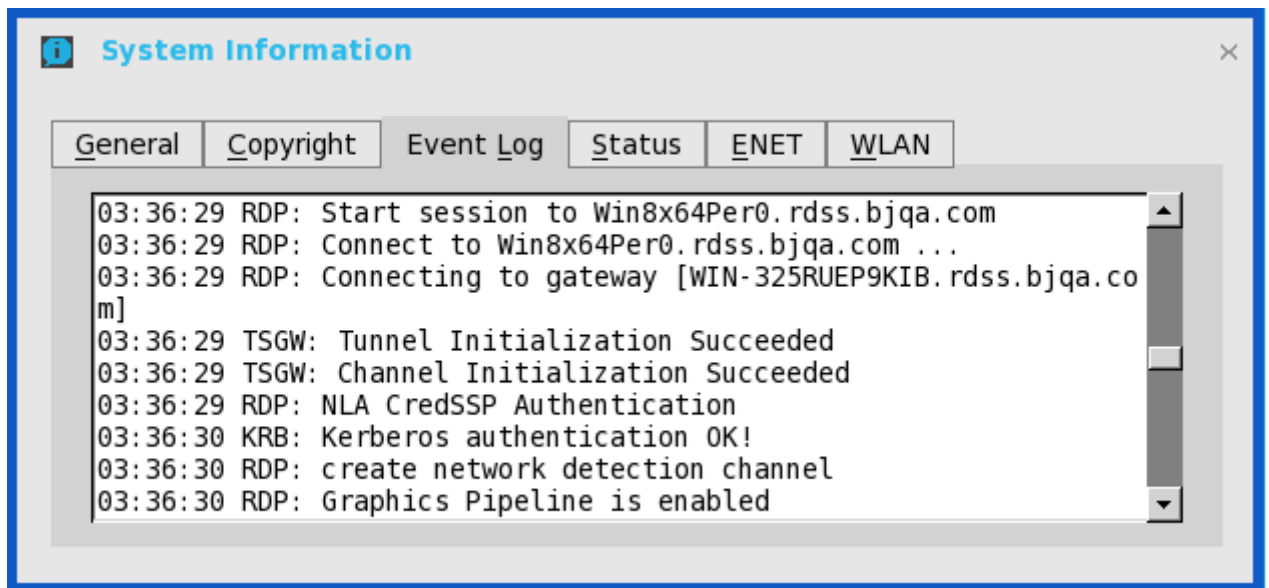 System Information
General Copyright Event Log Status ENET WLAN
03:36:29 RDP: Start session to Win8x64Per0.rdss.bjqa.com
03:36:29 RDP: Connect to Win8x64Per0.rdss.bjqa.com ...
03:36:29 RDP: Connecting to gateway [WIN-325RUEP9KIB.rdss.bjqa.co
m]
03:36:29 TSGW: Tunnel Initialization Succeeded
03:36:29 TSGW: Channel Initialization Succeeded
03:36:29 RDP: NLA CredSSP Authentication
03:36:30 KRB: Kerberos authentication OK!
03:36:30 RDP: create network detection channel
03:36:30 RDP: Graphics Pipeline is enabled